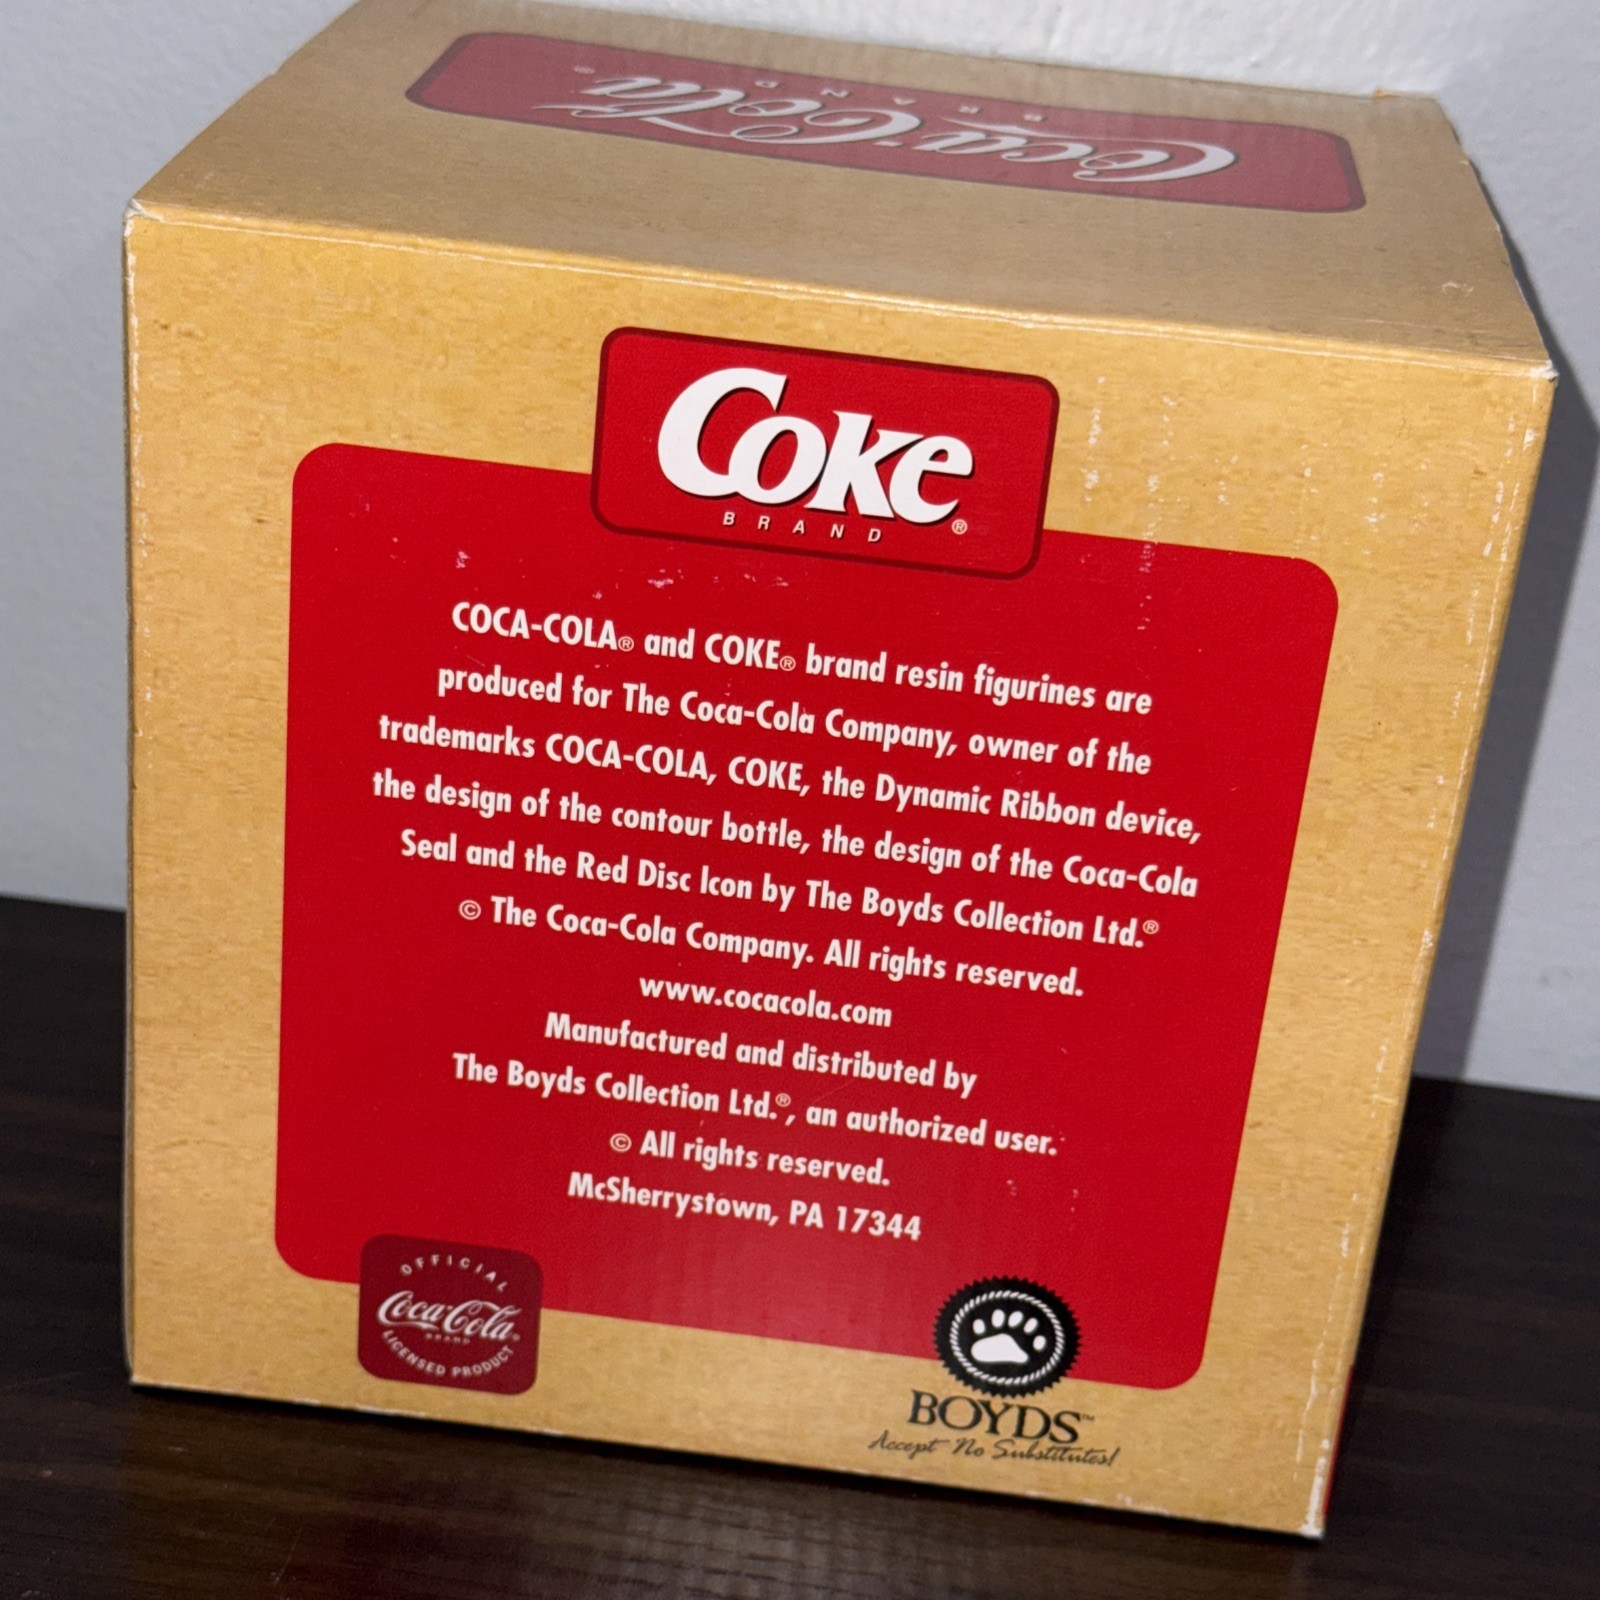 Coca-Cola ®
BRAND
Coke ®
BRAND
COCA-COLA® and COKE® brand resin figurines are
produced for The Coca-Cola Company, owner of the
trademarks COCA-COLA, COKE, the Dynamic Ribbon device,
the design of the contour bottle, the design of the Coca-Cola
Seal and the Red Disc Icon by The Boyds Collection Ltd.®
© The Coca-Cola Company. All rights reserved.
www.cocacola.com
Manufactured and distributed by
The Boyds Collection Ltd.®, an authorized user.
© All rights reserved.
McSherrystown, PA 17344
OFFICIAL
Coca-Cola®
BRAND
LICENSED PRODUCT
BOYDS™
Accept No Substitutes!